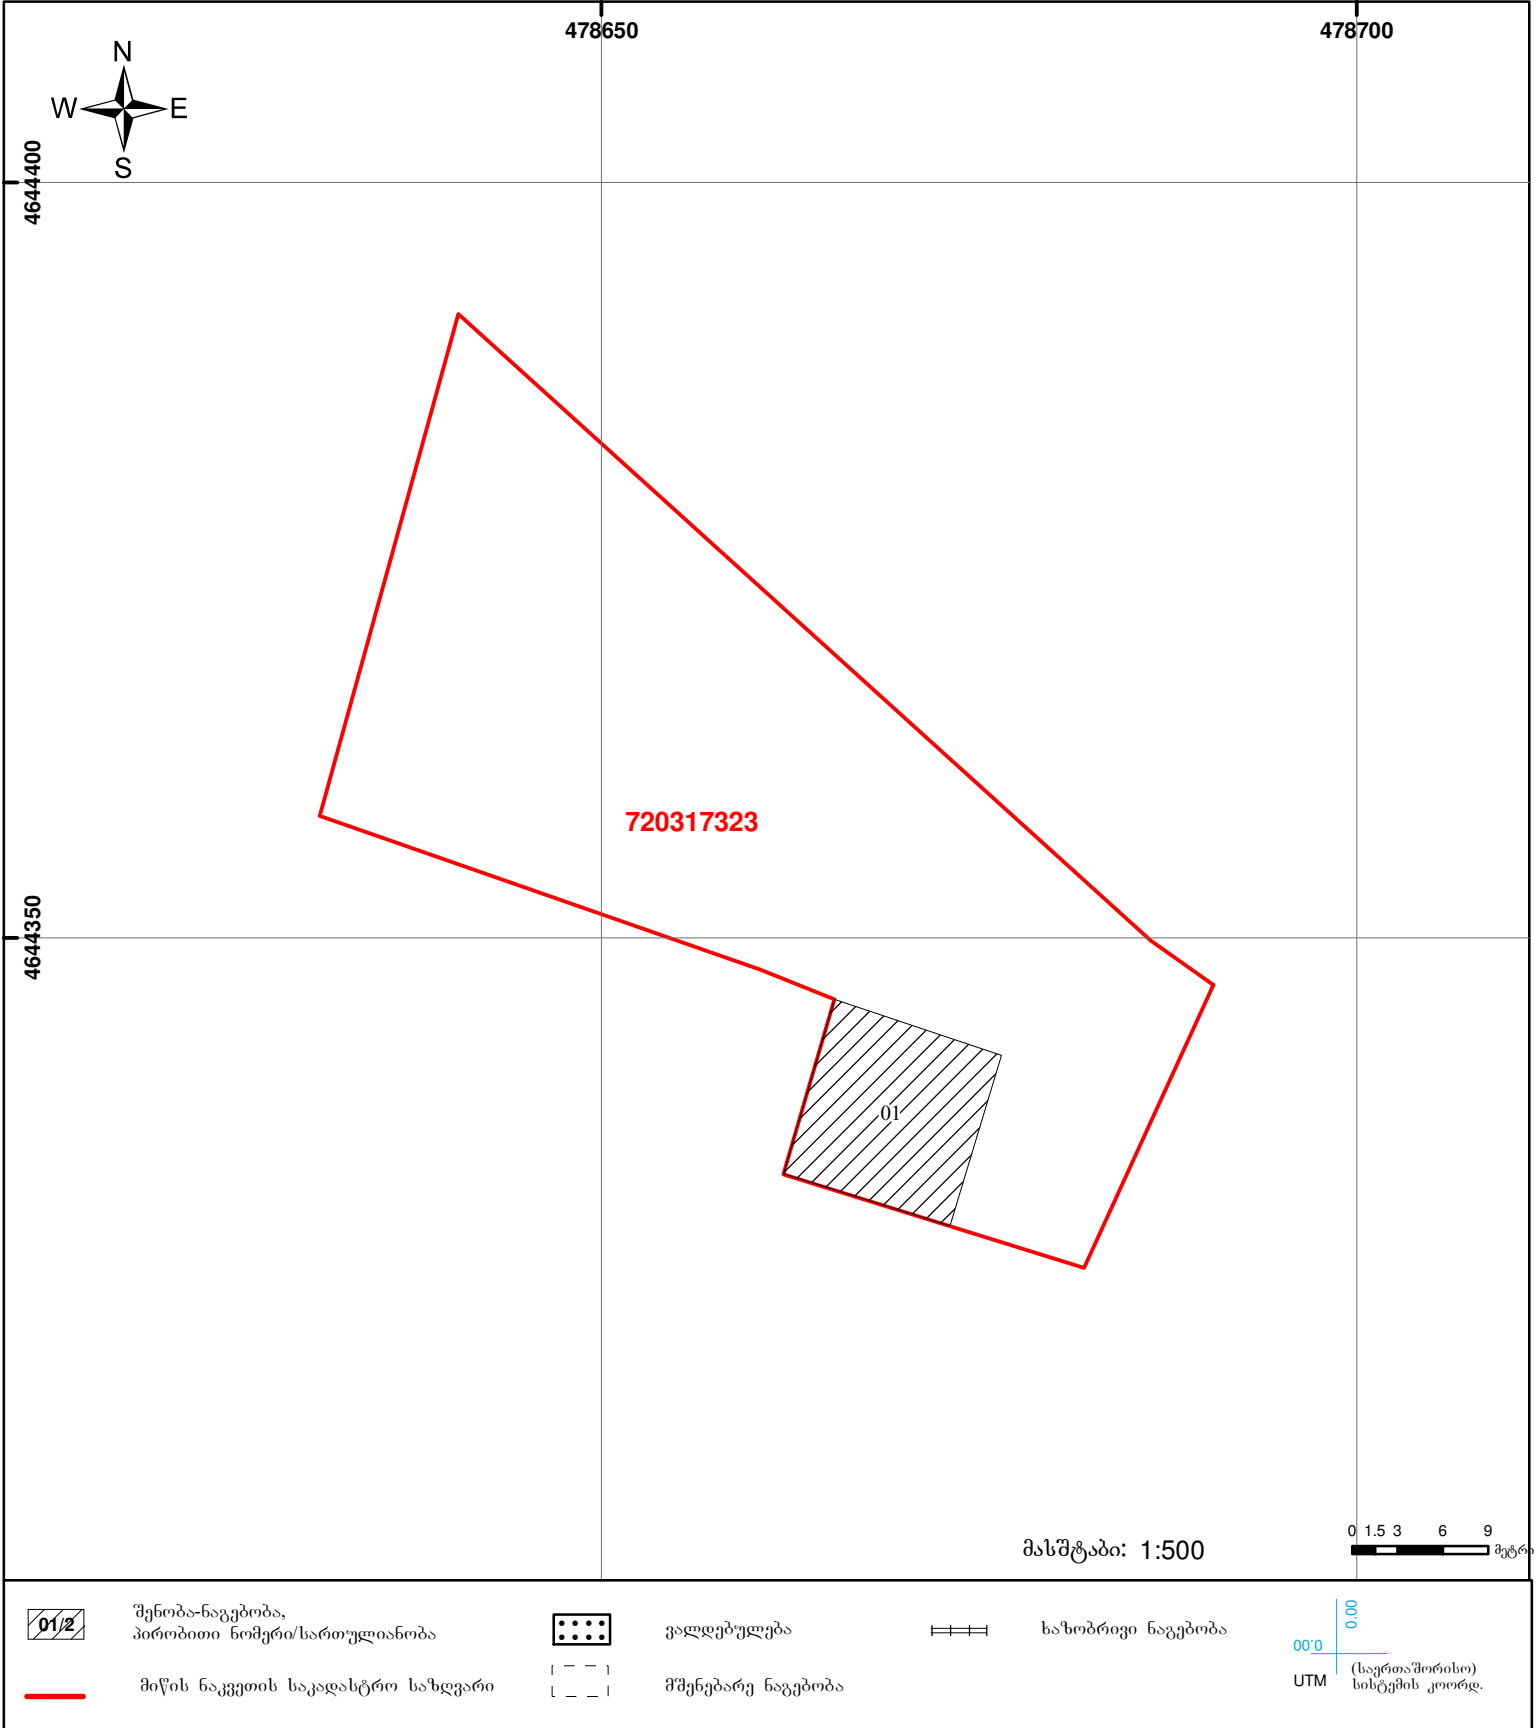 478650
478700
N
W
E
S
4644400
720317323
4644350
01
მასშტაბი: 1:500
0 1.5 3 6 9
მეტრი
01/2
შენობა-ნაგებობა,
პირობითი ნომერი/სართულიანობა
ვალდებულება
ხაზობრივი ნაგებობა
00.0
00.0
UTM
(საერთაშორისო)
სისტემის კოორდ.
მიწის ნაკვეთის საკადასტრო საზღვარი
მშენებარე ნაგებობა